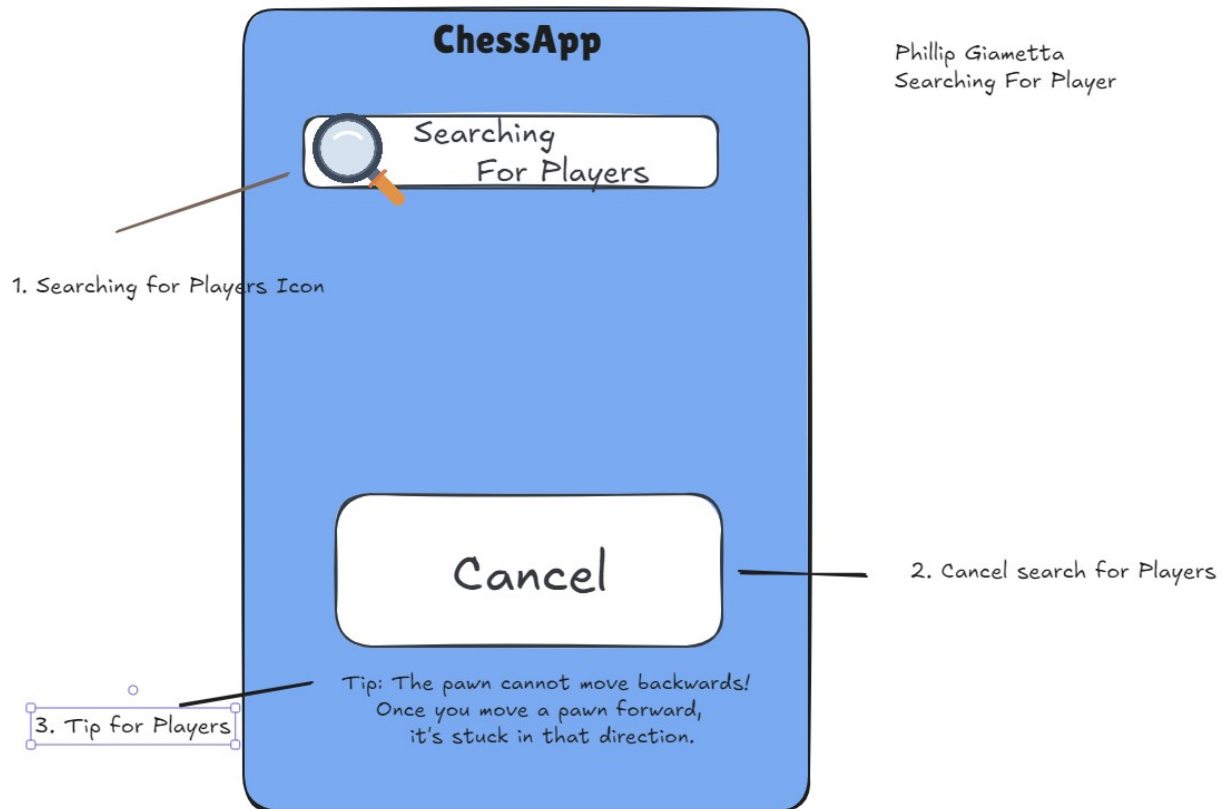 ChessApp
Phillip Giametta
Searching For Player
Searching
For Players
1. Searching for Players Icon
Cancel
2. Cancel search for Players
Tip: The pawn cannot move backwards!
Once you move a pawn forward,
it's stuck in that direction.
3. Tip for Players